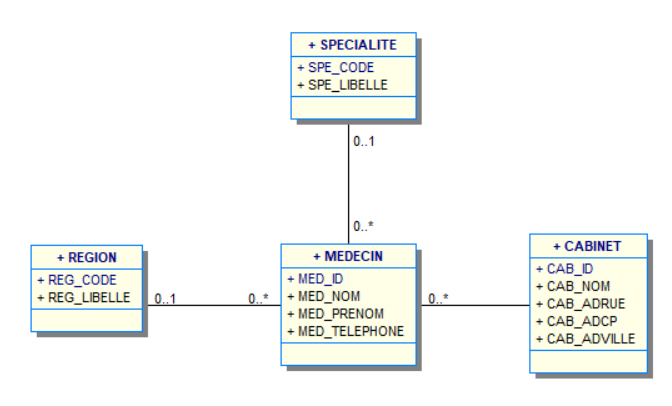 + SPECIALITE
+ SPE_CODE
+ SPE_LIBELLE
0..1
0..*
+ REGION
+ REG_CODE
+ REG_LIBELLE
0..1
0..*
+ MEDECIN
+ MED_ID
+ MED_NOM
+ MED_PRENOM
+ MED_TELEPHONE
0..*
+ CABINET
+ CAB_ID
+ CAB_NOM
+ CAB_ADRUE
+ CAB_ADCP
+ CAB_ADVILLE